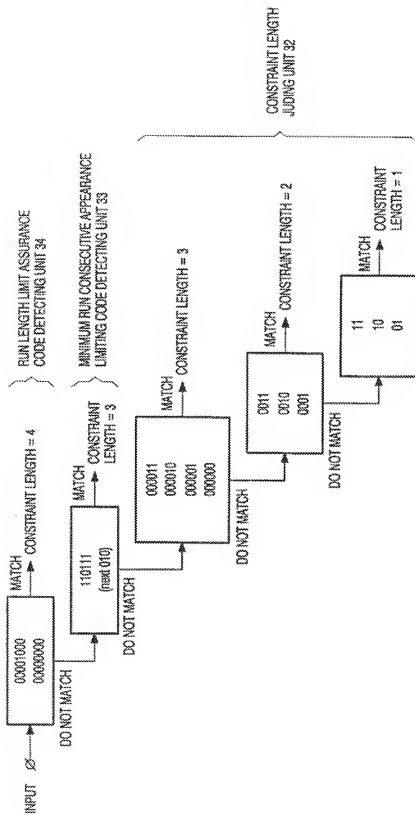 INPUT
00001000
00000000
MATCH
CONSTRAINT LENGTH = 4
RUN LENGTH LIMIT ASSURANCE
CODE DETECTING UNIT 34
DO NOT MATCH
110111
(next 010)
MATCH
CONSTRAINT
LENGTH = 3
MINIMUM RUN CONSECUTIVE APPEARANCE
LIMITING CODE DETECTING UNIT 33
DO NOT MATCH
000011
000010
000001
000000
MATCH
CONSTRAINT LENGTH = 3
DO NOT MATCH
0011
0010
0001
MATCH
CONSTRAINT LENGTH = 2
DO NOT MATCH
11
10
01
MATCH
CONSTRAINT
LENGTH = 1
CONSTRAINT LENGTH
JUDING UNIT 32